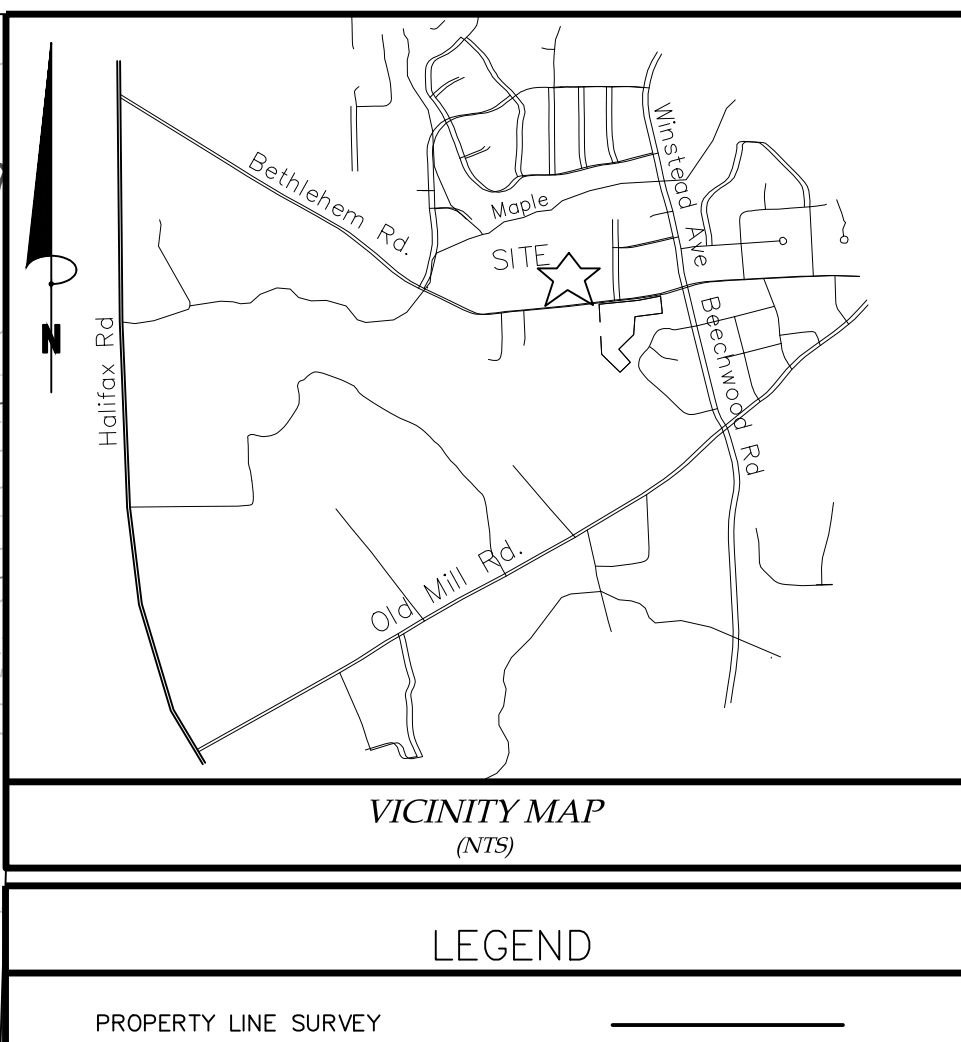 Winstead Ave
Bethlehem Rd.
Maple
SITE
Halifax Rd
N
Beechwood Rd
Old Mill Rd.
VICINITY MAP
(NTS)
LEGEND
PROPERTY LINE SURVEY